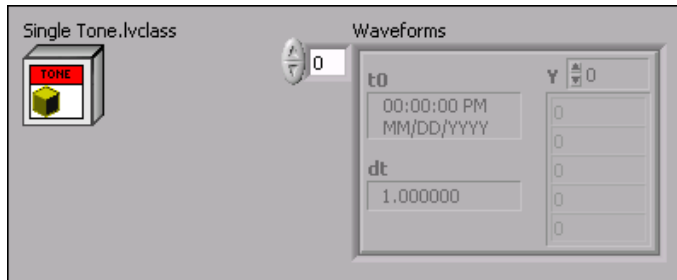 Single Tone.lvclass
TONE
0
Waveforms
t0
00:00:00 PM
MM/DD/YYYY
dt
1.000000
Y
0
0
0
0
0
0